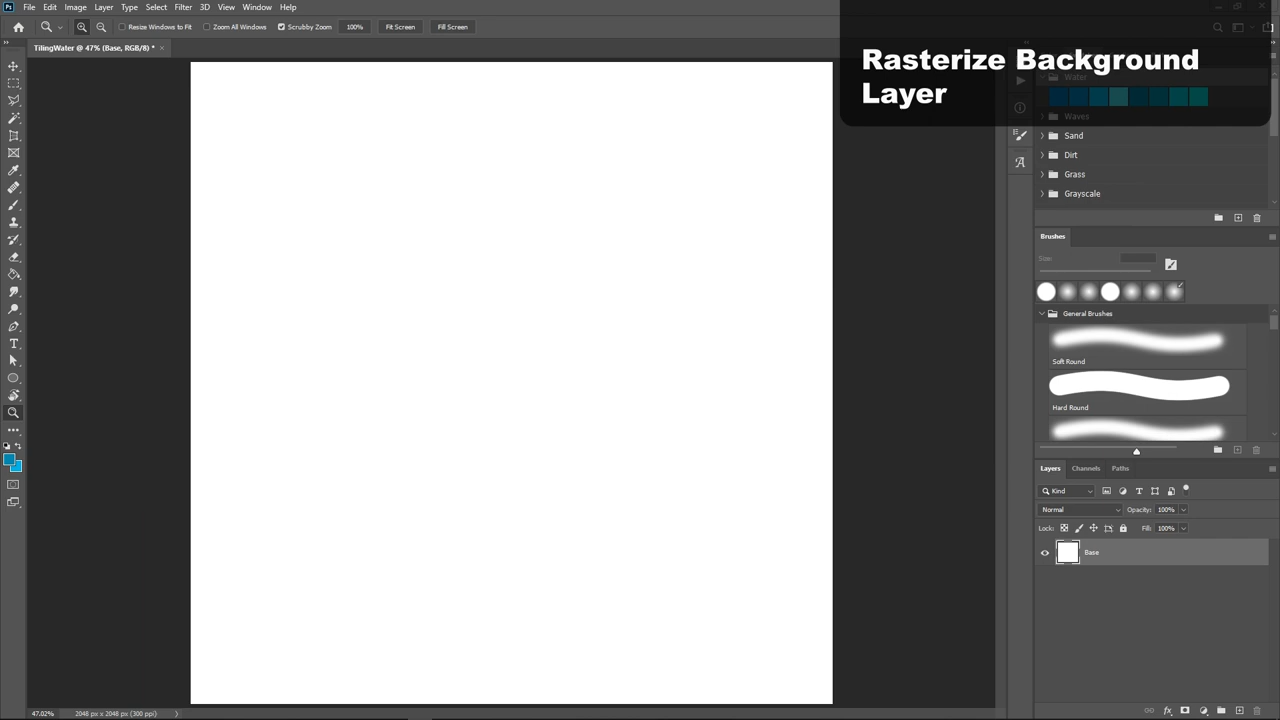 File Edit Image Layer Type Select Filter 3D View Window Help
Resize Windows to Fit Zoom All Windows Scrubby Zoom 100% Fit Screen Fill Screen
TilingWater @ 47% (Base, RGB/8) *
Rasterize Background
Layer
Water
Waves
Sand
Dirt
Grass
Grayscale
Brushes
Size:
General Brushes
Soft Round
Hard Round
Layers Channels Paths
Kind
Normal Opacity: 100%
Lock: Fill: 100%
Base
fx
47.02% 2048 px x 2048 px (300 ppi)